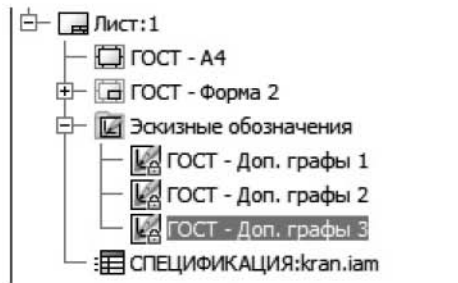 Лист:1
ГОСТ - А4
ГОСТ - Форма 2
Эскизные обозначения
ГОСТ - Доп. графы 1
ГОСТ - Доп. графы 2
ГОСТ - Доп. графы 3
СПЕЦИФИКАЦИЯ:kran.iam